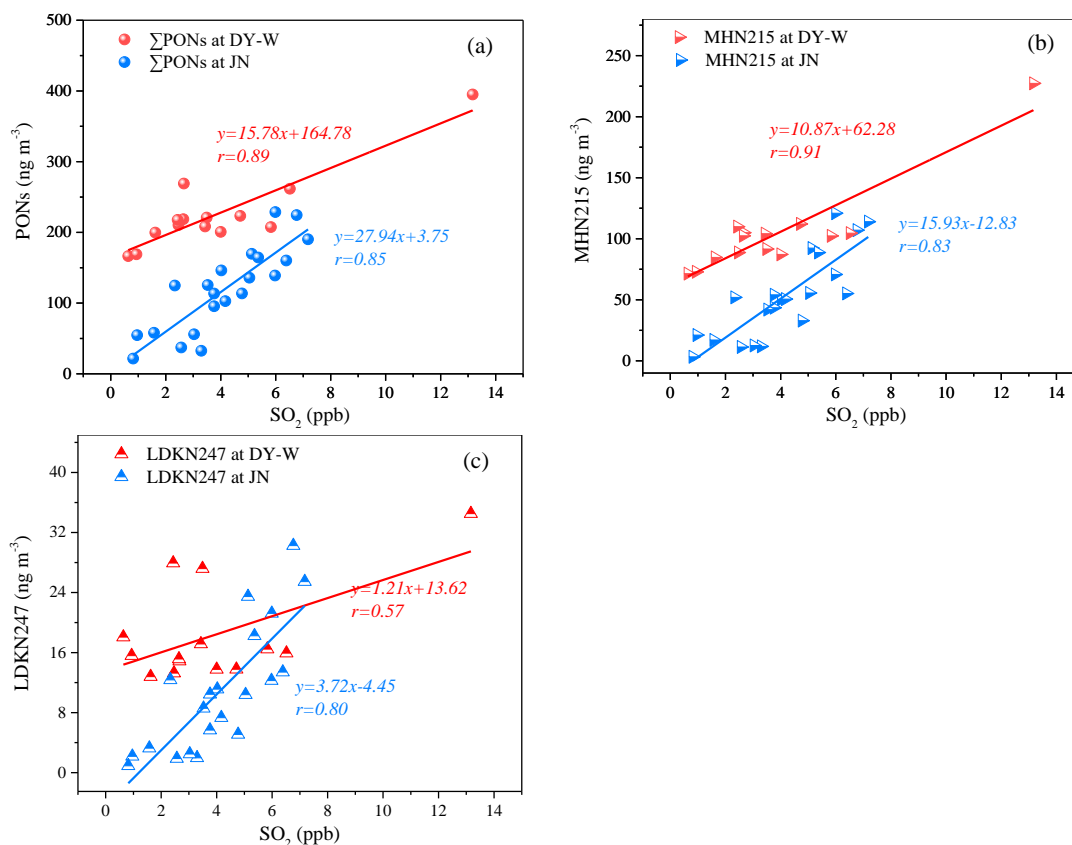 500
400
300
200
100
0
PONs (ng m⁻³)
∑PONs at DY-W
∑PONs at JN
(a)
y=15.78x+164.78
r=0.89
y=27.94x+3.75
r=0.85
0 2 4 6 8 10 12 14
SO₂ (ppb)
250
200
150
100
50
0
MHN215 (ng m⁻³)
MHN215 at DY-W
MHN215 at JN
(b)
y=10.87x+62.28
r=0.91
y=15.93x-12.83
r=0.83
0 2 4 6 8 10 12 14
SO₂ (ppb)
40
32
24
16
8
0
LDKN247 (ng m⁻³)
LDKN247 at DY-W
LDKN247 at JN
(c)
y=1.21x+13.62
r=0.57
y=3.72x-4.45
r=0.80
0 2 4 6 8 10 12 14
SO₂ (ppb)